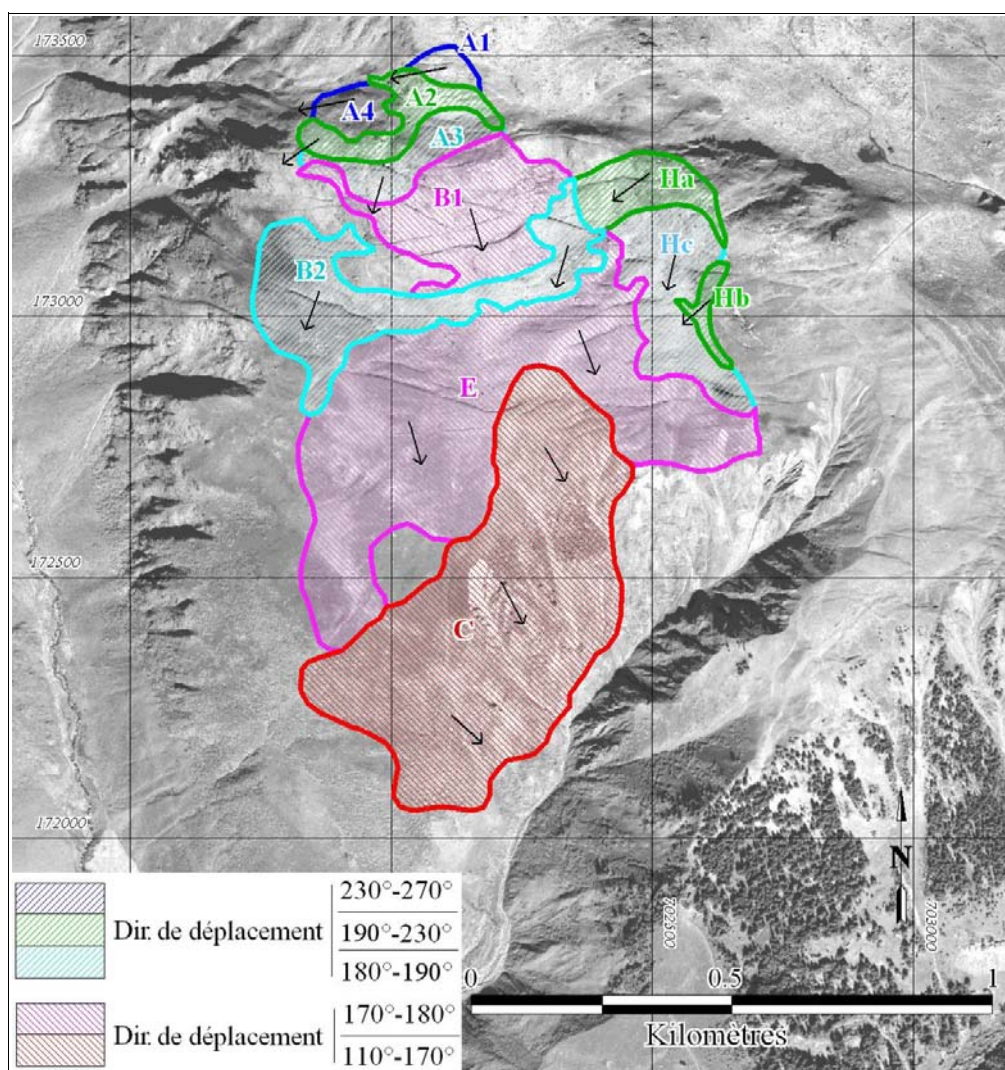 173500
A1
A2
A4
A3
B1
Ha
Hc
B2
Hb
173000
E
172500
C
172000
N
702500
703000
Dir. de déplacement
230°-270°
190°-230°
180°-190°
Dir. de déplacement
170°-180°
110°-170°
0
0.5
1
Kilomètres